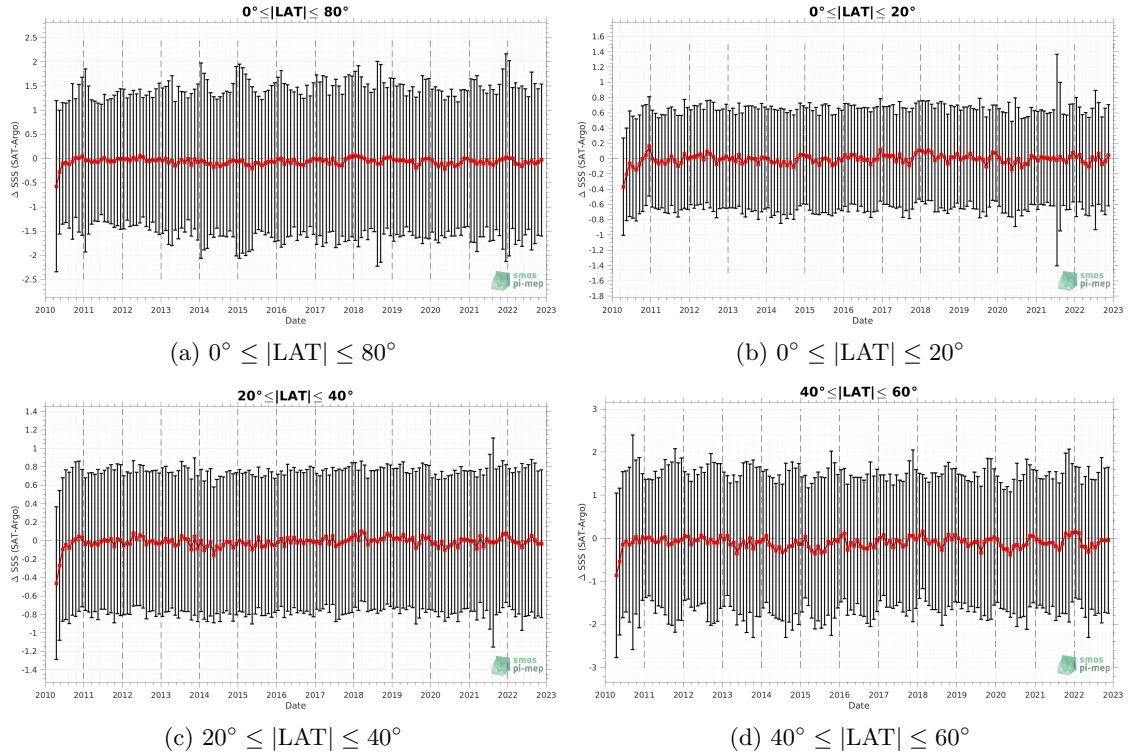 0°≤|LAT|≤ 80°
2.5
2
1.5
1
0.5
0
-0.5
-1
-1.5
-2
-2.5
Δ SSS (SAT-Argo)
2010 2011 2012 2013 2014 2015 2016 2017 2018 2019 2020 2021 2022 2023
Date
smos
pi-mep
(a) 0° ≤ |LAT| ≤ 80°
0°≤|LAT|≤ 20°
1.6
1.4
1.2
1
0.8
0.6
0.4
0.2
0
-0.2
-0.4
-0.6
-0.8
-1
-1.2
-1.4
-1.6
-1.8
Δ SSS (SAT-Argo)
2010 2011 2012 2013 2014 2015 2016 2017 2018 2019 2020 2021 2022 2023
Date
smos
pi-mep
(b) 0° ≤ |LAT| ≤ 20°
20°≤|LAT|≤ 40°
1.4
1.2
1
0.8
0.6
0.4
0.2
0
-0.2
-0.4
-0.6
-0.8
-1
-1.2
-1.4
Δ SSS (SAT-Argo)
2010 2011 2012 2013 2014 2015 2016 2017 2018 2019 2020 2021 2022 2023
Date
smos
pi-mep
(c) 20° ≤ |LAT| ≤ 40°
40°≤|LAT|≤ 60°
3
2
1
0
-1
-2
-3
Δ SSS (SAT-Argo)
2010 2011 2012 2013 2014 2015 2016 2017 2018 2019 2020 2021 2022 2023
Date
smos
pi-mep
(d) 40° ≤ |LAT| ≤ 60°